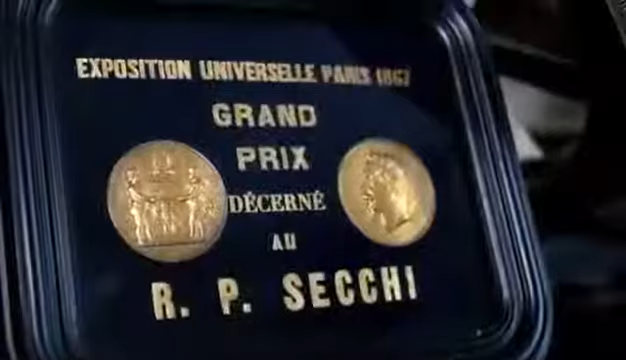 EXPOSITION UNIVERSELLE PARIS 1867
GRAND
PRIX
DÉCERNÉ
AU
R. P. SECCHI